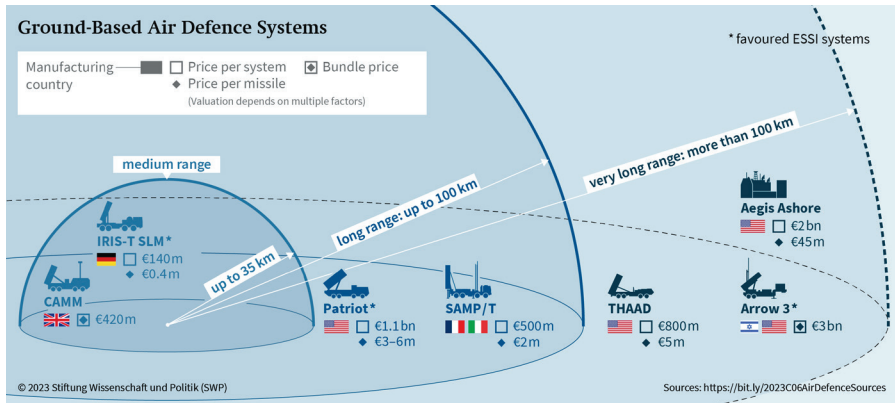 Ground-Based Air Defence Systems
* favoured ESSI systems
Manufacturing country
Price per system
Bundle price
Price per missile
(Valuation depends on multiple factors)
medium range
up to 35 km
long range: up to 100 km
very long range: more than 100 km
IRIS-T SLM*
€140m
€0.4m
CAMM
€420m
Patriot*
€1.1bn
€3–6m
SAMP/T
€500m
€2m
THAAD
€800m
€5m
Aegis Ashore
€2bn
€45m
Arrow 3*
€3bn
© 2023 Stiftung Wissenschaft und Politik (SWP)
Sources: https://bit.ly/2023C06AirDefenceSources